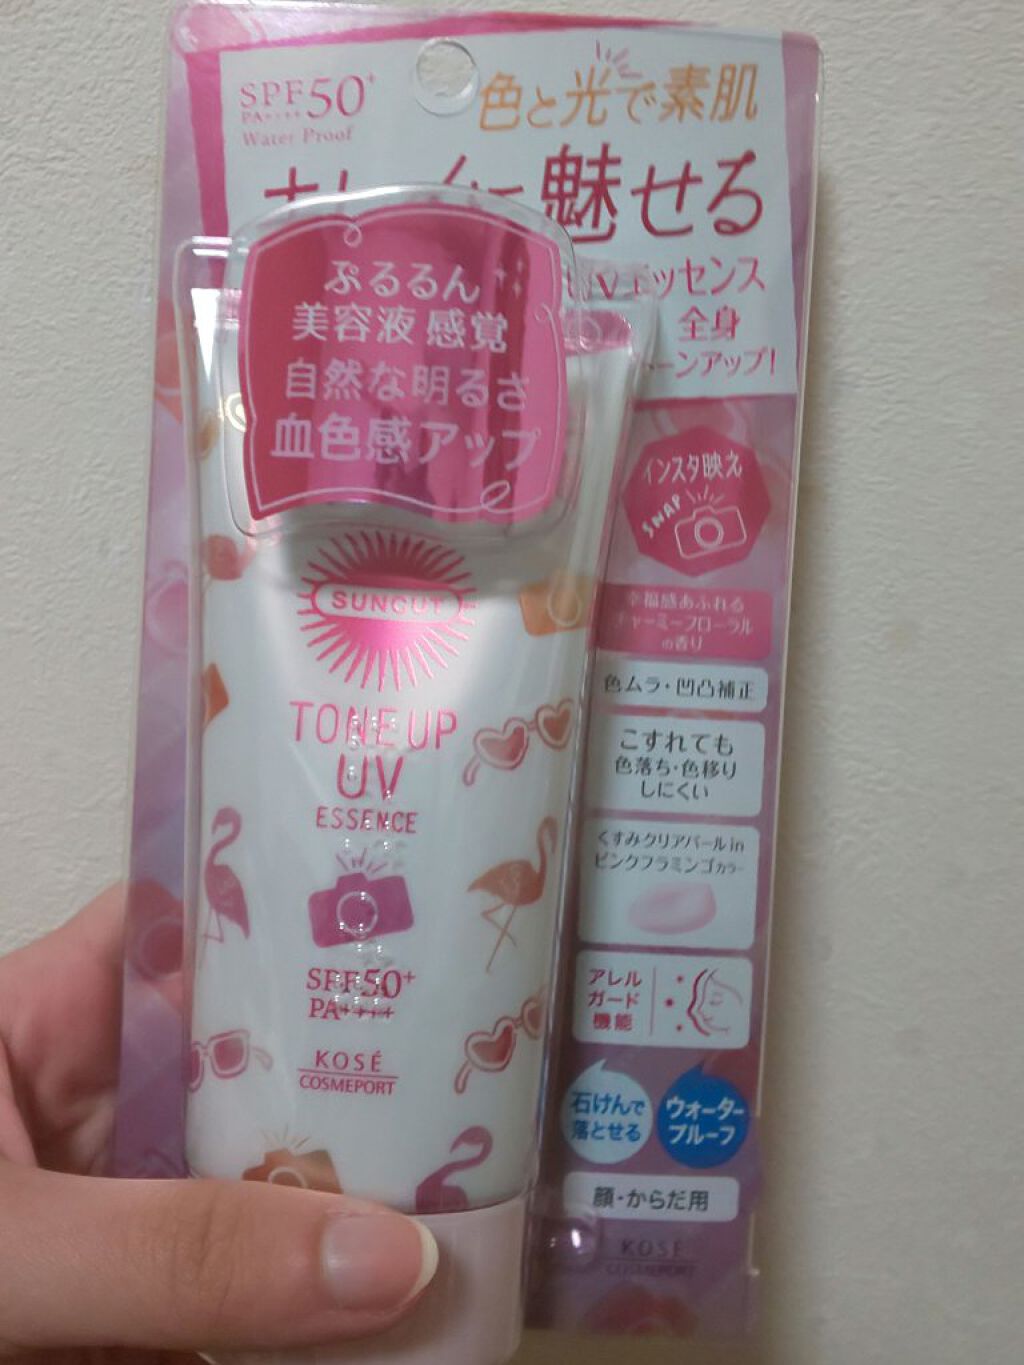 SPF50+
PA++++
Water Proof
色と光で素肌
魅せる
UVエッセンス
全身
トーンアップ!
ぷるるん
美容液感覚
自然な明るさ
血色感アップ
インスタ映え
SNAP
幸福感あふれる
チャーミーフローラル
の香り
色ムラ・凹凸補正
こすれても
色落ち・色移り
しにくい
くすみクリアパールin
ピンクフラミンゴカラー
アレル
ガード
機能
石けんで
落とせる
ウォーター
プルーフ
顔・からだ用
KOSÉ
COSMEPORT
SUNCUT
TONE UP
UV
ESSENCE
SPF50+
PA++++
KOSÉ
COSMEPORT